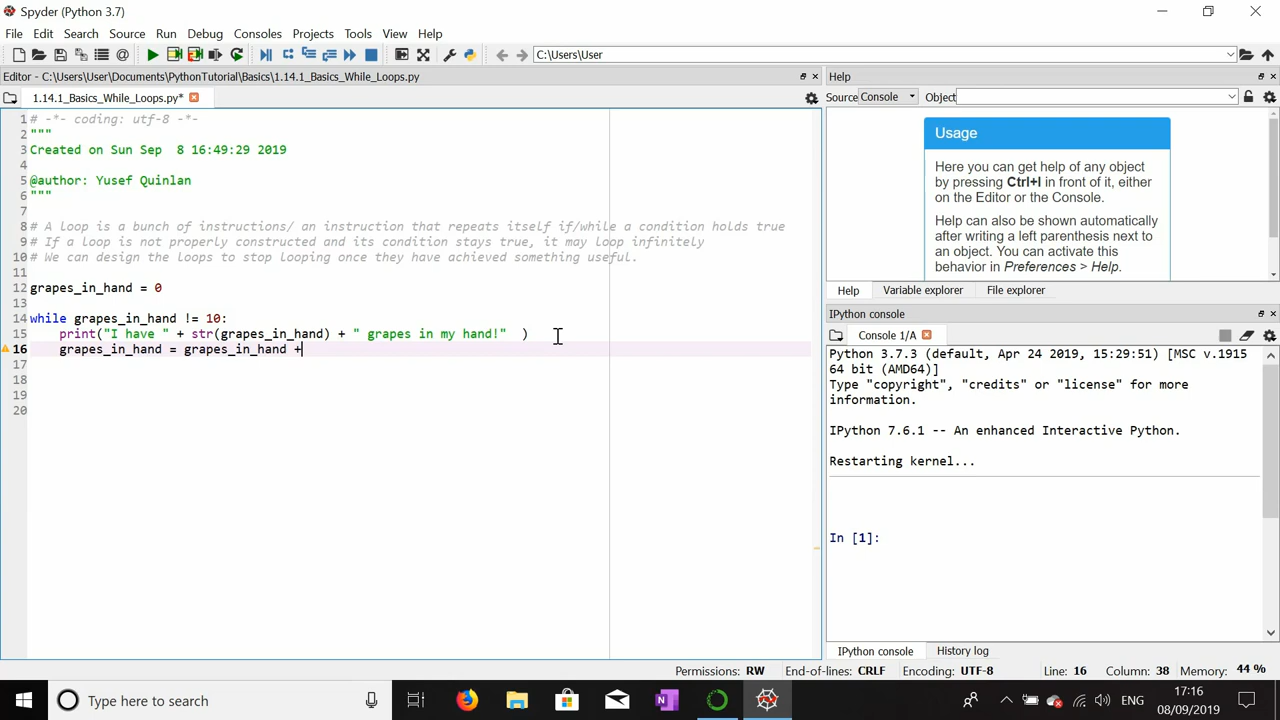 Spyder (Python 3.7)
File Edit Search Source Run Debug Consoles Projects Tools View Help
C:\Users\User
Editor - C:\Users\User\Documents\PythonTutorial\Basics\1.14.1_Basics_While_Loops.py
1.14.1_Basics_While_Loops.py*
1 # -*- coding: utf-8 -*-
2 """
3 Created on Sun Sep  8 16:49:29 2019
4
5 @author: Yusef Quinlan
6 """
7
8 # A loop is a bunch of instructions/ an instruction that repeats itself if/while a condition holds true
9 # If a loop is not properly constructed and its condition stays true, it may loop infinitely
10 # We can design the Loops to stop Looping once they have achieved something useful.
11
12 grapes_in_hand = 0
13
14 while grapes_in_hand != 10:
15     print("I have " + str(grapes_in_hand) + " grapes in my hand!"  )
16     grapes_in_hand = grapes_in_hand +
17
18
19
20
Help
Source Console Object
Usage
Here you can get help of any object
by pressing Ctrl+I in front of it, either
on the Editor or the Console.
Help can also be shown automatically
after writing a left parenthesis next to
an object. You can activate this
behavior in Preferences > Help.
Help Variable explorer File explorer
IPython console
Console 1/A
Python 3.7.3 (default, Apr 24 2019, 15:29:51) [MSC v.1915
64 bit (AMD64)]
Type "copyright", "credits" or "license" for more
information.
IPython 7.6.1 -- An enhanced Interactive Python.
Restarting kernel...
In [1]:
IPython console History log
Permissions: RW End-of-lines: CRLF Encoding: UTF-8 Line: 16 Column: 38 Memory: 44 %
Type here to search
ENG
17:16
08/09/2019